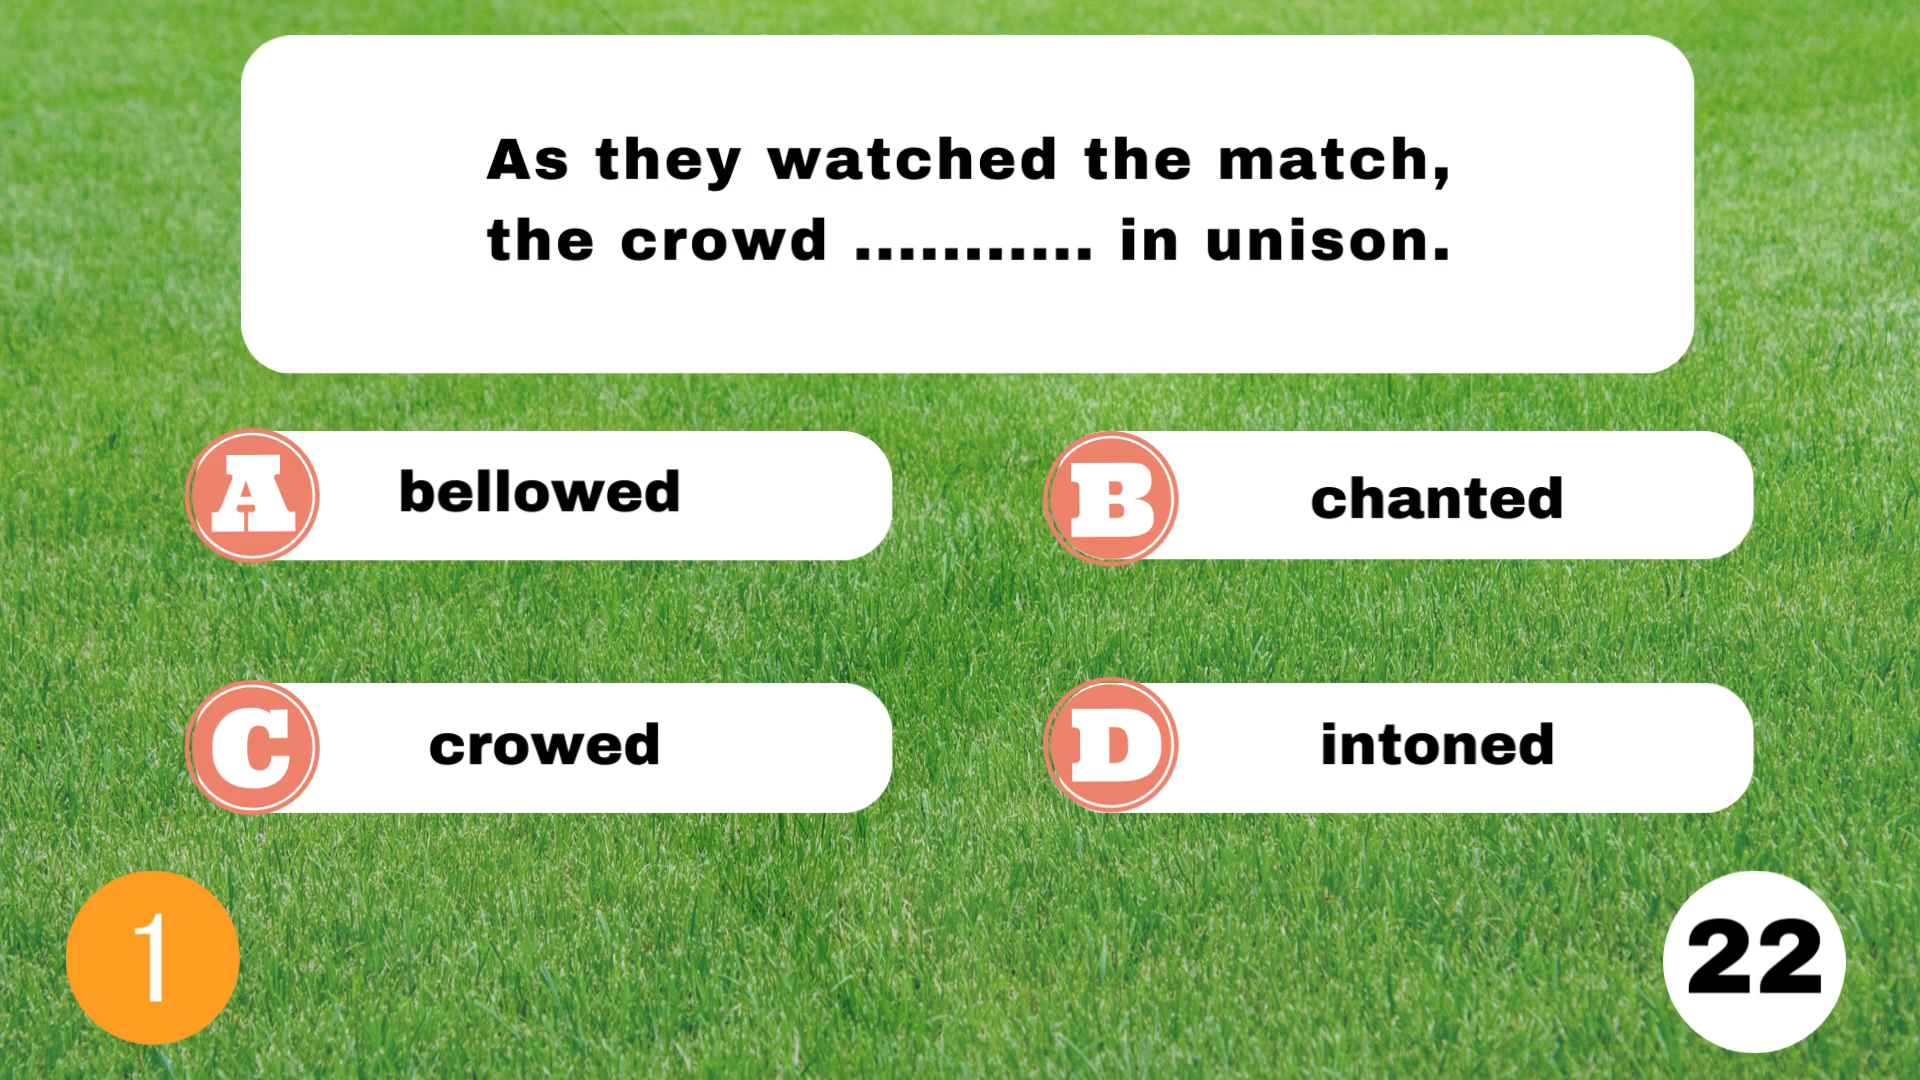 As they watched the match,
the crowd ........... in unison.
A bellowed
B chanted
C crowed
D intoned
1
22